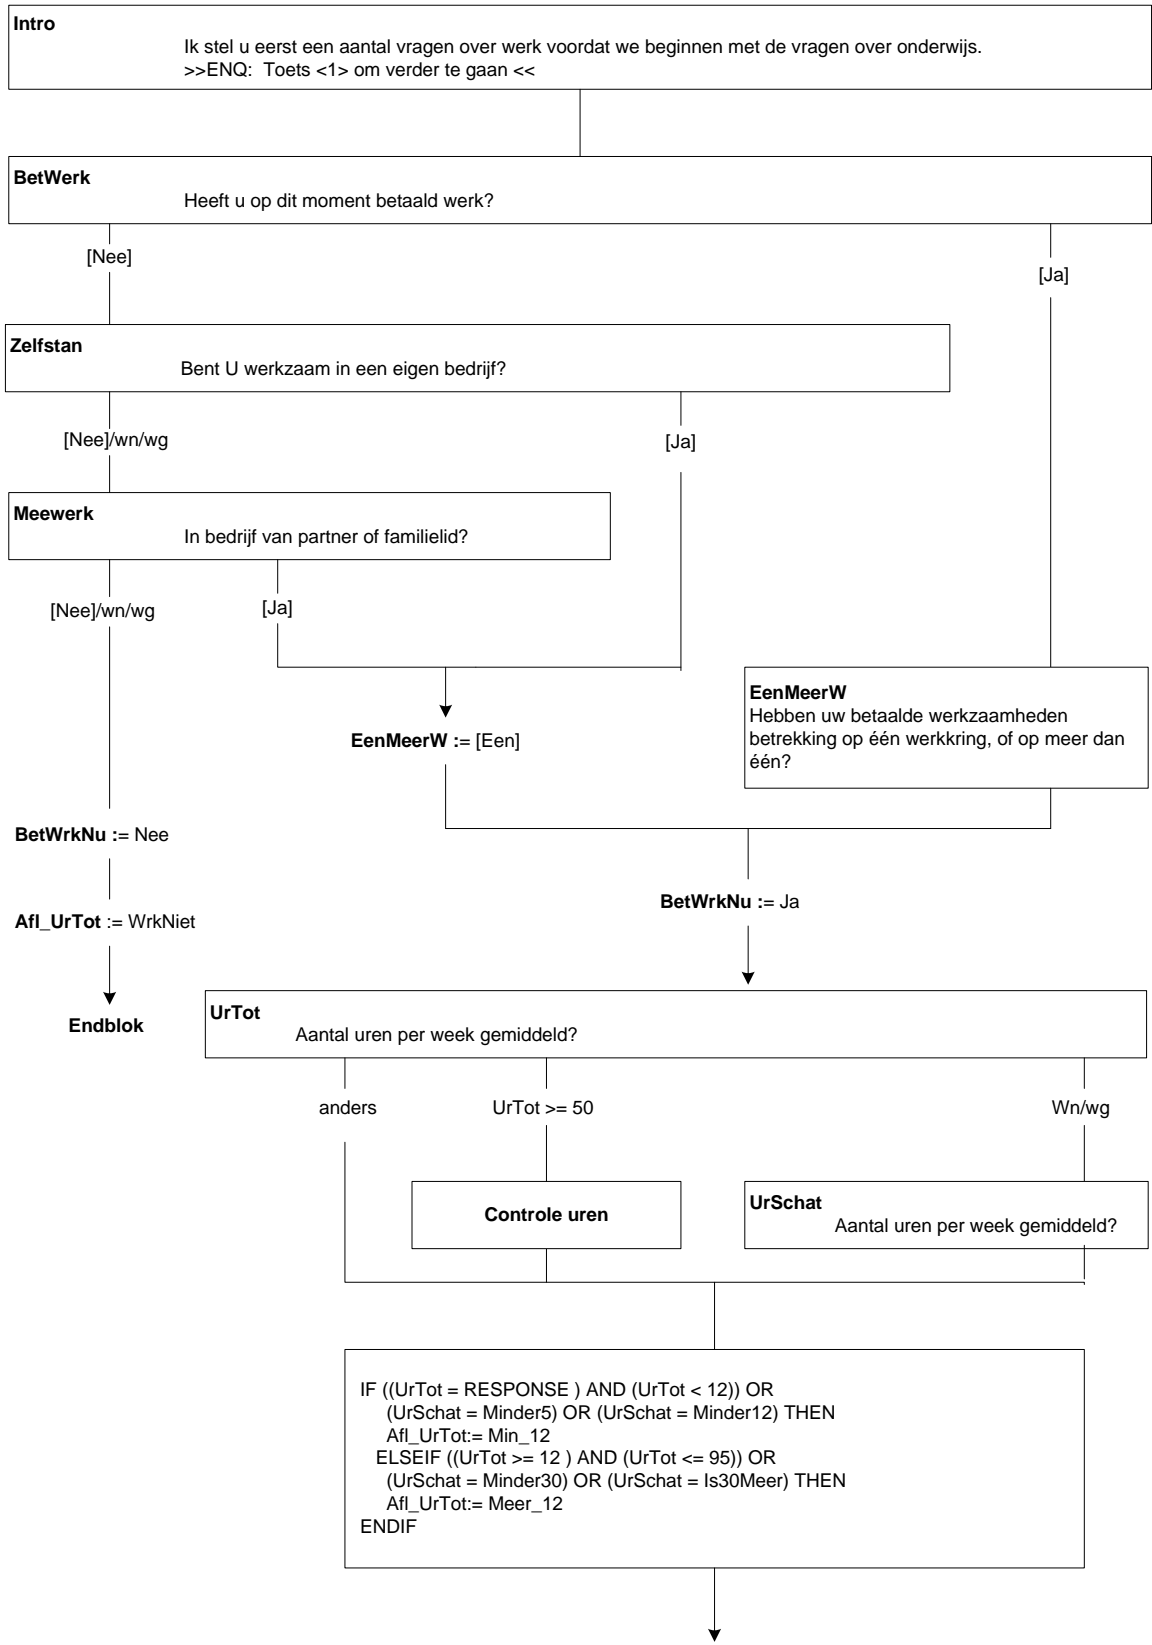 Intro
Ik stel u eerst een aantal vragen over werk voordat we beginnen met de vragen over onderwijs.
>>ENQ:  Toets <1> om verder te gaan <<
BetWerk
Heeft u op dit moment betaald werk?
[Nee]
[Ja]
Zelfstan
Bent U werkzaam in een eigen bedrijf?
[Nee]/wn/wg
[Ja]
Meewerk
In bedrijf van partner of familielid?
[Nee]/wn/wg
[Ja]
EenMeerW := [Een]
EenMeerW
Hebben uw betaalde werkzaamheden
betrekking op één werkkring, of op meer dan
één?
BetWrkNu := Nee
BetWrkNu := Ja
Afl_UrTot := WrkNiet
Endblok
UrTot
Aantal uren per week gemiddeld?
anders
UrTot >= 50
Wn/wg
Controle uren
UrSchat
Aantal uren per week gemiddeld?
IF ((UrTot = RESPONSE ) AND (UrTot < 12)) OR
(UrSchat = Minder5) OR (UrSchat = Minder12) THEN
Afl_UrTot:= Min_12
ELSEIF ((UrTot >= 12 ) AND (UrTot <= 95)) OR
(UrSchat = Minder30) OR (UrSchat = Is30Meer) THEN
Afl_UrTot:= Meer_12
ENDIF